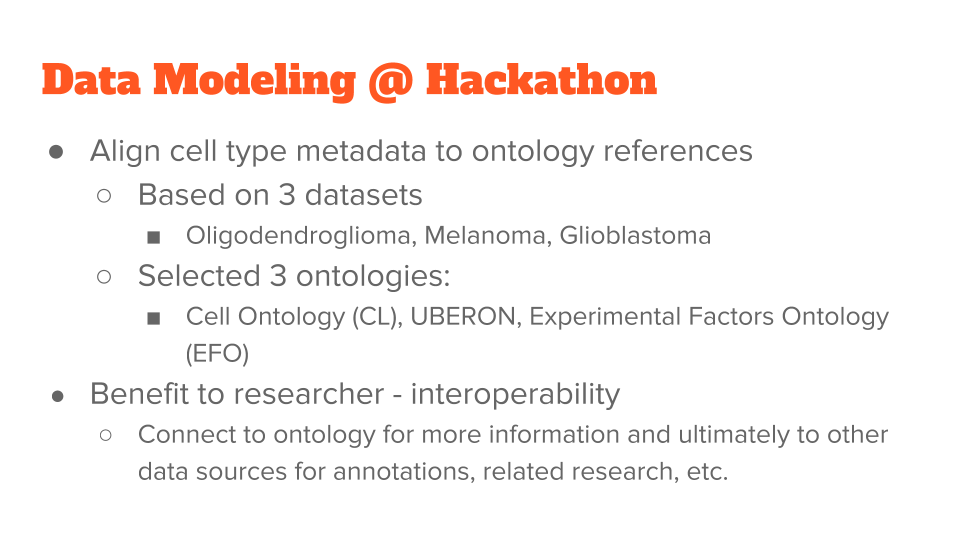 Data Modeling @ Hackathon
● Align cell type metadata to ontology references
○ Based on 3 datasets
■ Oligodendroglioma, Melanoma, Glioblastoma
○ Selected 3 ontologies:
■ Cell Ontology (CL), UBERON, Experimental Factors Ontology
(EFO)
● Benefit to researcher - interoperability
○ Connect to ontology for more information and ultimately to other
data sources for annotations, related research, etc.